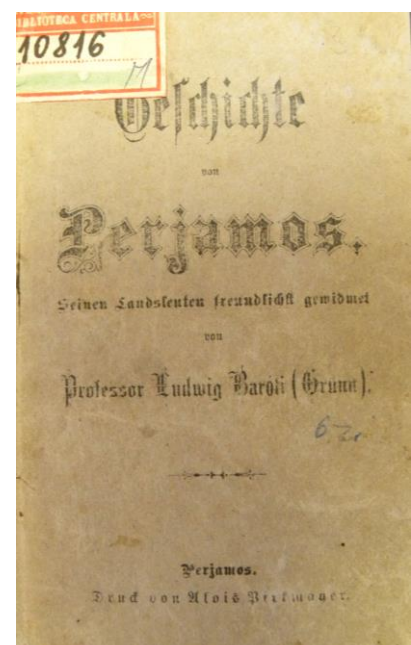 BIBLIOTECA CENTRALA
10816
M
Geschichte
von
Perjamos.
Seinen Landsleuten freundlichst gewidmet
von
Professor Ludwig Baróti (Grunn).
Perjamos.
Druck von Alois Pirkmayer.